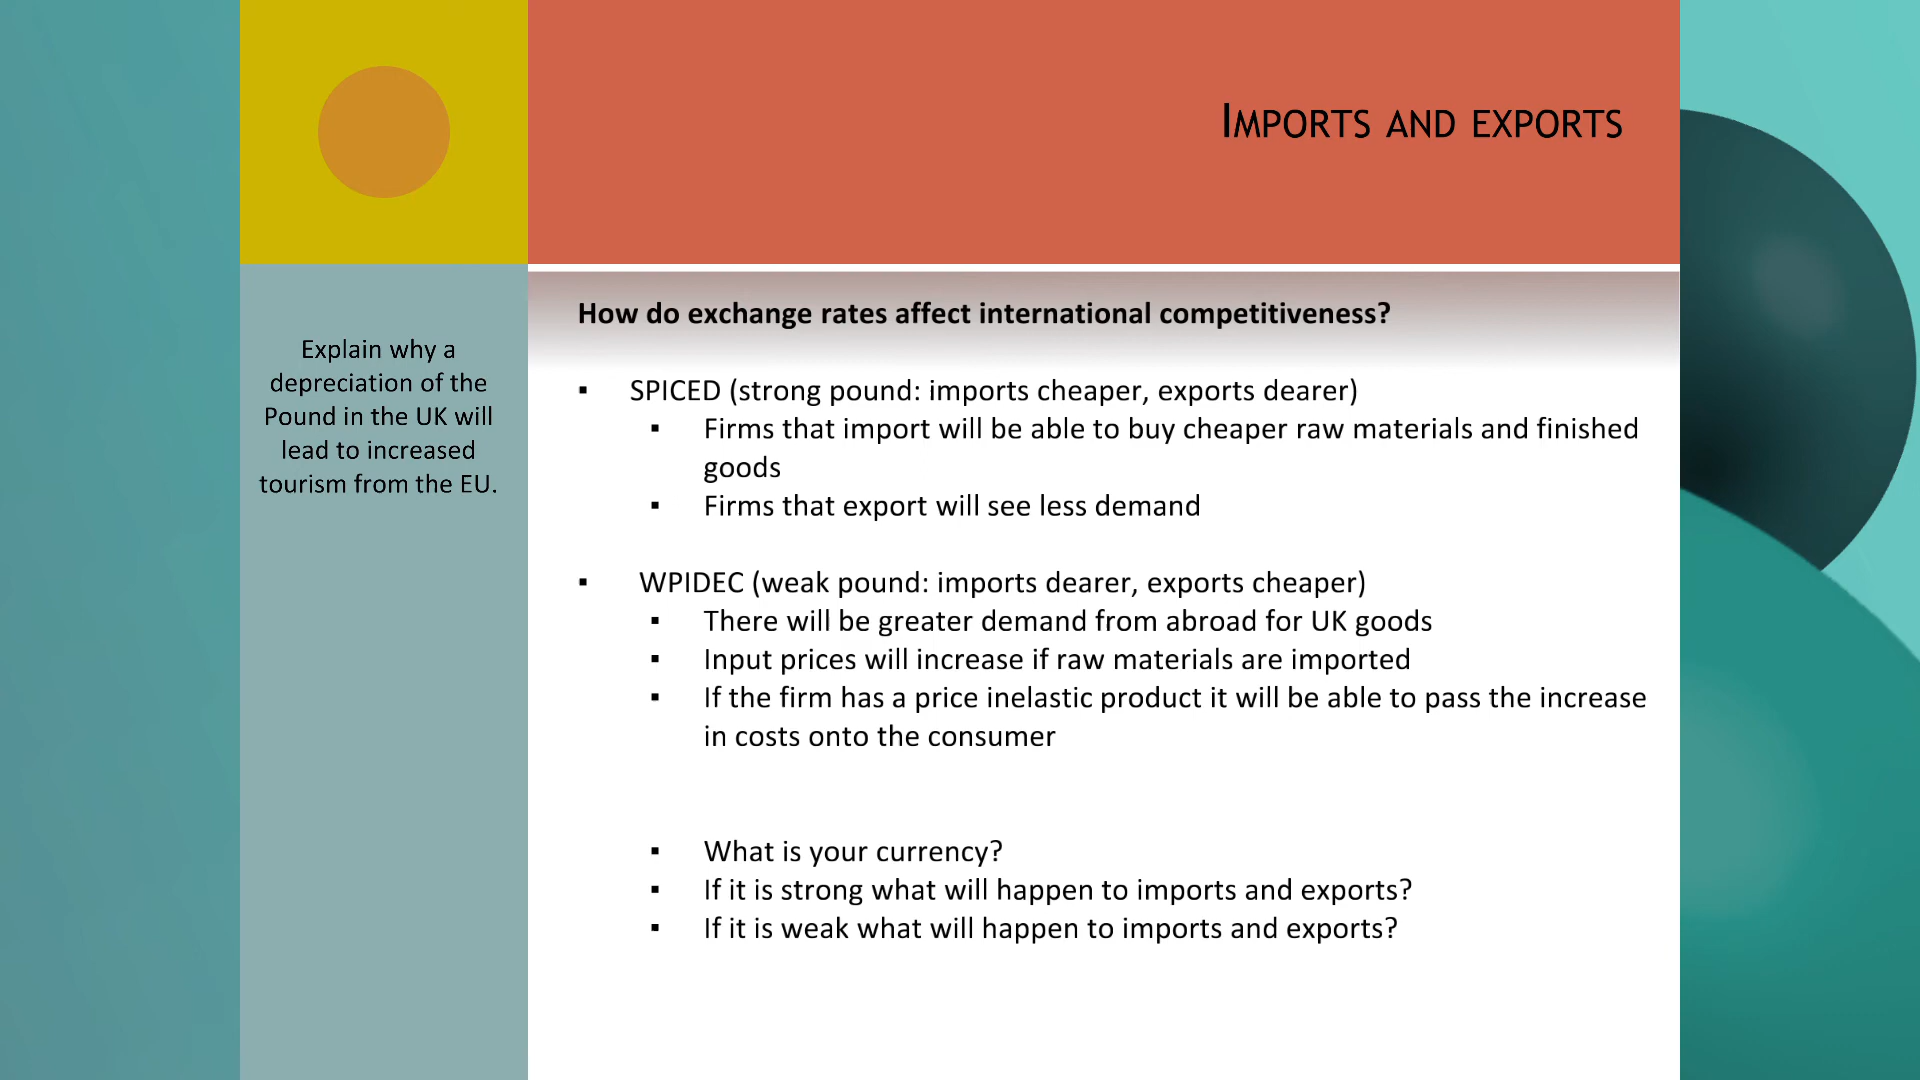 IMPORTS AND EXPORTS
Explain why a
depreciation of the
Pound in the UK will
lead to increased
tourism from the EU.
How do exchange rates affect international competitiveness?
▪ SPICED (strong pound: imports cheaper, exports dearer)
▪ Firms that import will be able to buy cheaper raw materials and finished
goods
▪ Firms that export will see less demand
▪ WPIDEC (weak pound: imports dearer, exports cheaper)
▪ There will be greater demand from abroad for UK goods
▪ Input prices will increase if raw materials are imported
▪ If the firm has a price inelastic product it will be able to pass the increase
in costs onto the consumer
▪ What is your currency?
▪ If it is strong what will happen to imports and exports?
▪ If it is weak what will happen to imports and exports?